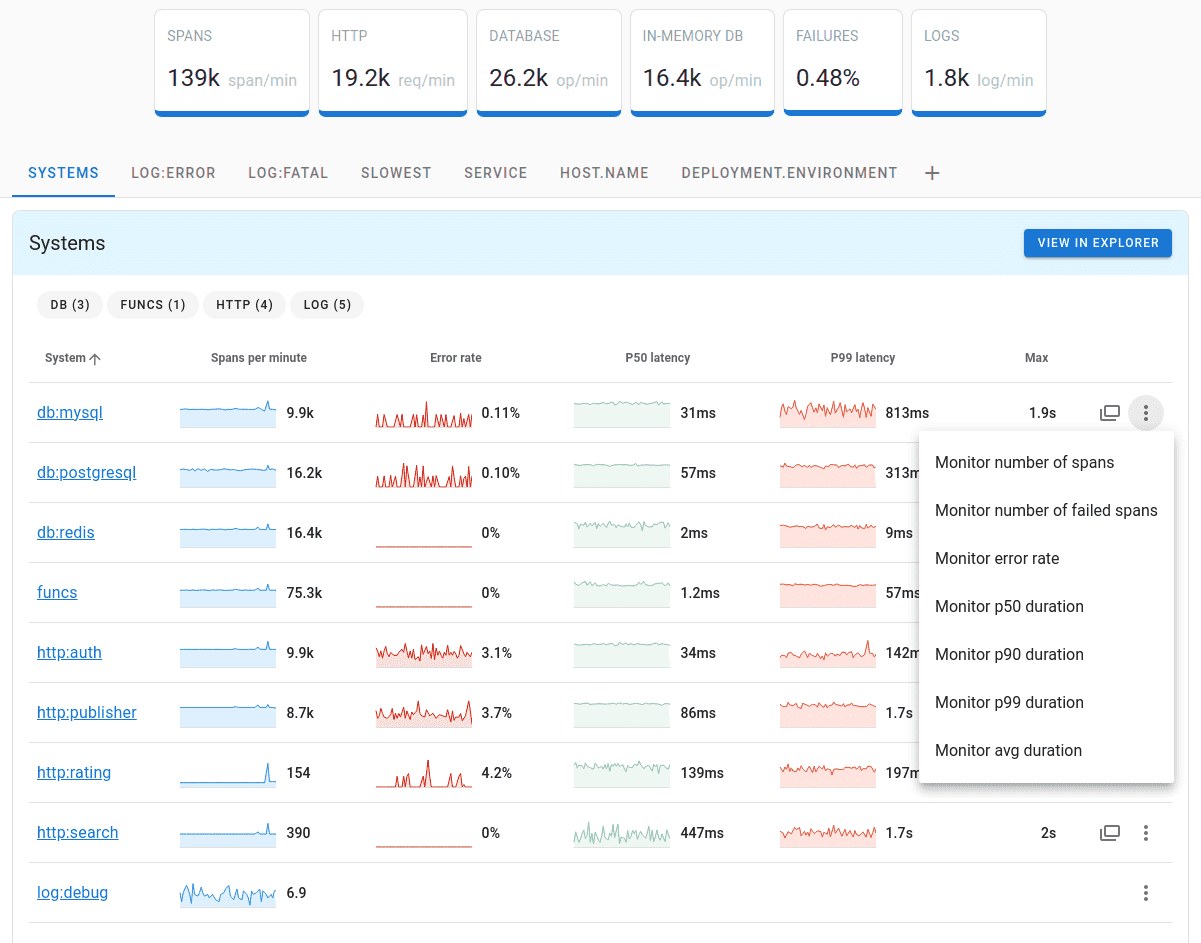 SPANS HTTP DATABASE IN-MEMORY DB FAILURES LOGS
139k span/min 19.2k req/min 26.2k op/min 16.4k op/min 0.48% 1.8k log/min
SYSTEMS LOG:ERROR LOG:FATAL SLOWEST SERVICE HOST.NAME DEPLOYMENT.ENVIRONMENT +
Systems VIEW IN EXPLORER
DB (3) FUNCS (1) HTTP (4) LOG (5)
System Spans per minute Error rate P50 latency P99 latency Max
db:mysql 9.9k 0.11% 31ms 813ms 1.9s
db:postgresql 16.2k 0.10% 57ms
db:redis 16.4k 0% 2ms 9ms
funcs 75.3k 0% 1.2ms 57ms
http:auth 9.9k 3.1% 34ms
http:publisher 8.7k 3.7% 86ms 1.7s
http:rating 154 4.2% 139ms
http:search 390 0% 447ms 1.7s 2s
log:debug 6.9
Monitor number of spans
Monitor number of failed spans
Monitor error rate
Monitor p50 duration
Monitor p90 duration
Monitor p99 duration
Monitor avg duration